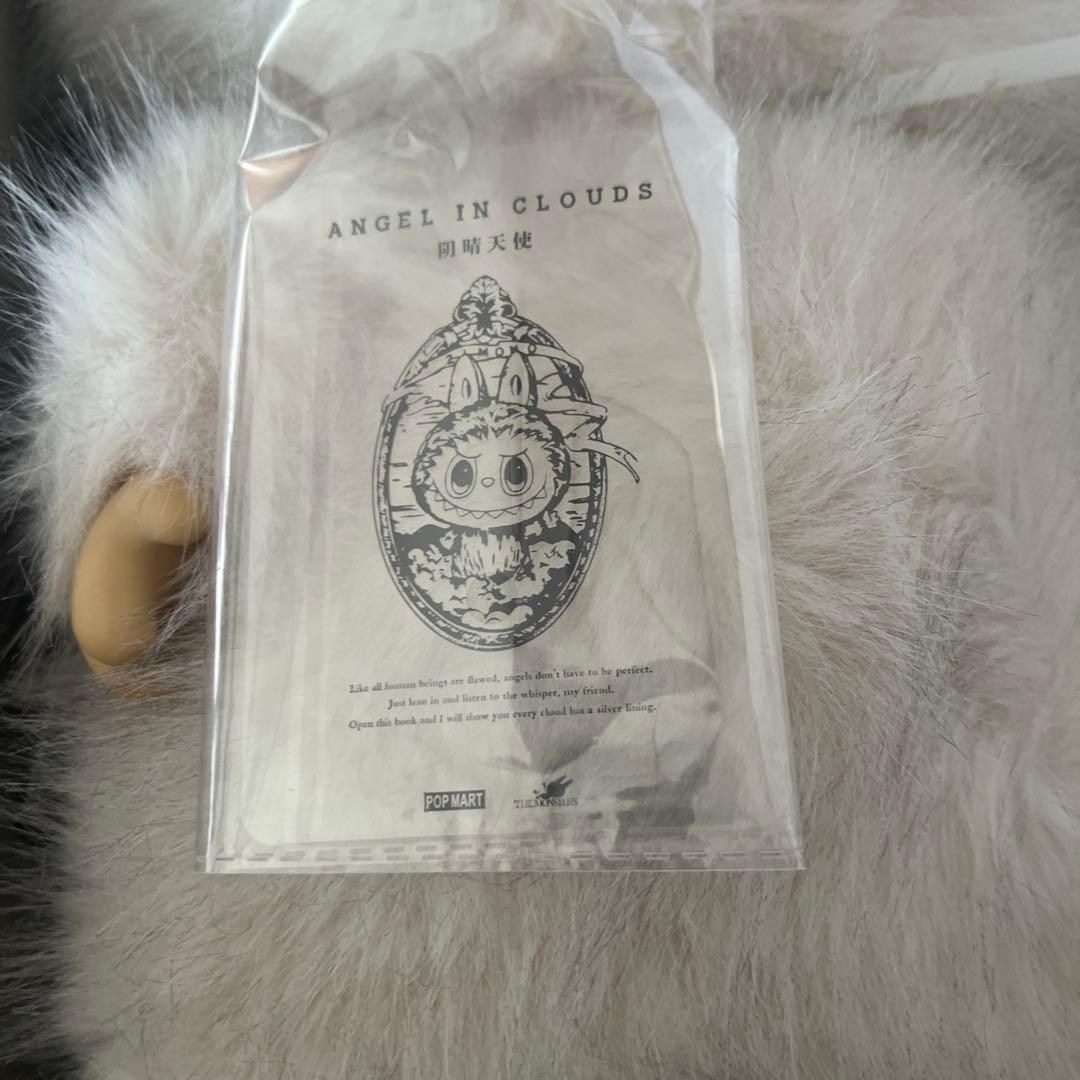 ANGEL IN CLOUDS
阴晴天使
ZIMOMO
Like all human beings are flawed, angels don't have to be perfect.
Just lean in and listen to the whisper, my friend.
Open this book and I will show you every cloud has a silver lining.
POP MART
THE MONSTERS